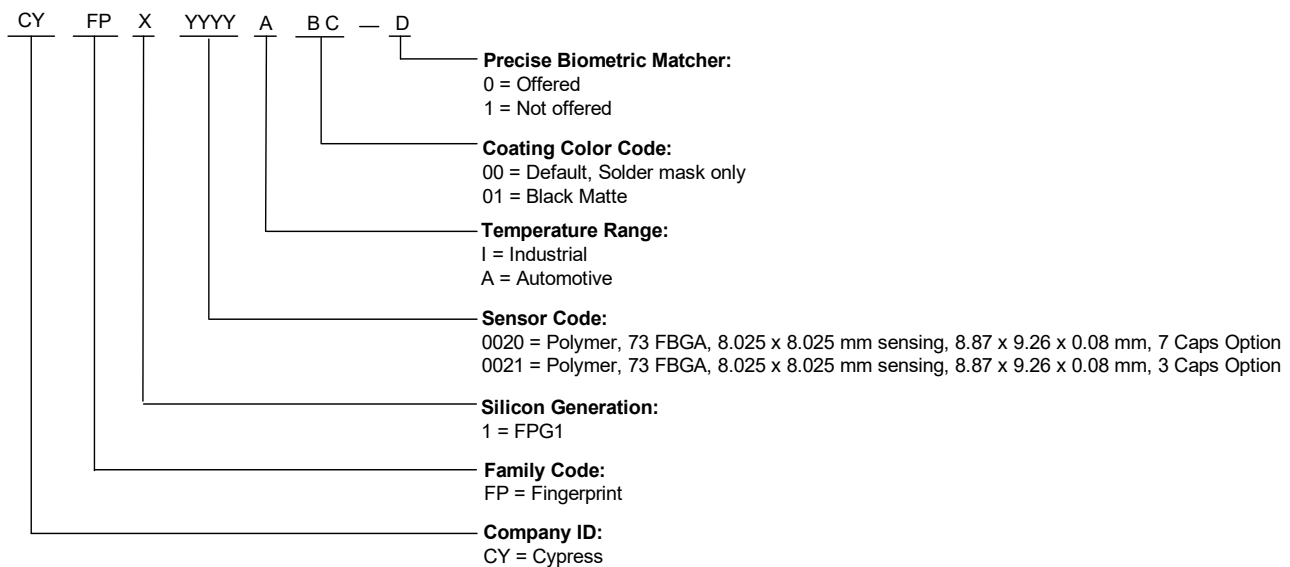 CY FP X YYYY A B C — D
Precise Biometric Matcher:
0 = Offered
1 = Not offered
Coating Color Code:
00 = Default, Solder mask only
01 = Black Matte
Temperature Range:
I = Industrial
A = Automotive
Sensor Code:
0020 = Polymer, 73 FBGA, 8.025 x 8.025 mm sensing, 8.87 x 9.26 x 0.08 mm, 7 Caps Option
0021 = Polymer, 73 FBGA, 8.025 x 8.025 mm sensing, 8.87 x 9.26 x 0.08 mm, 3 Caps Option
Silicon Generation:
1 = FPG1
Family Code:
FP = Fingerprint
Company ID:
CY = Cypress